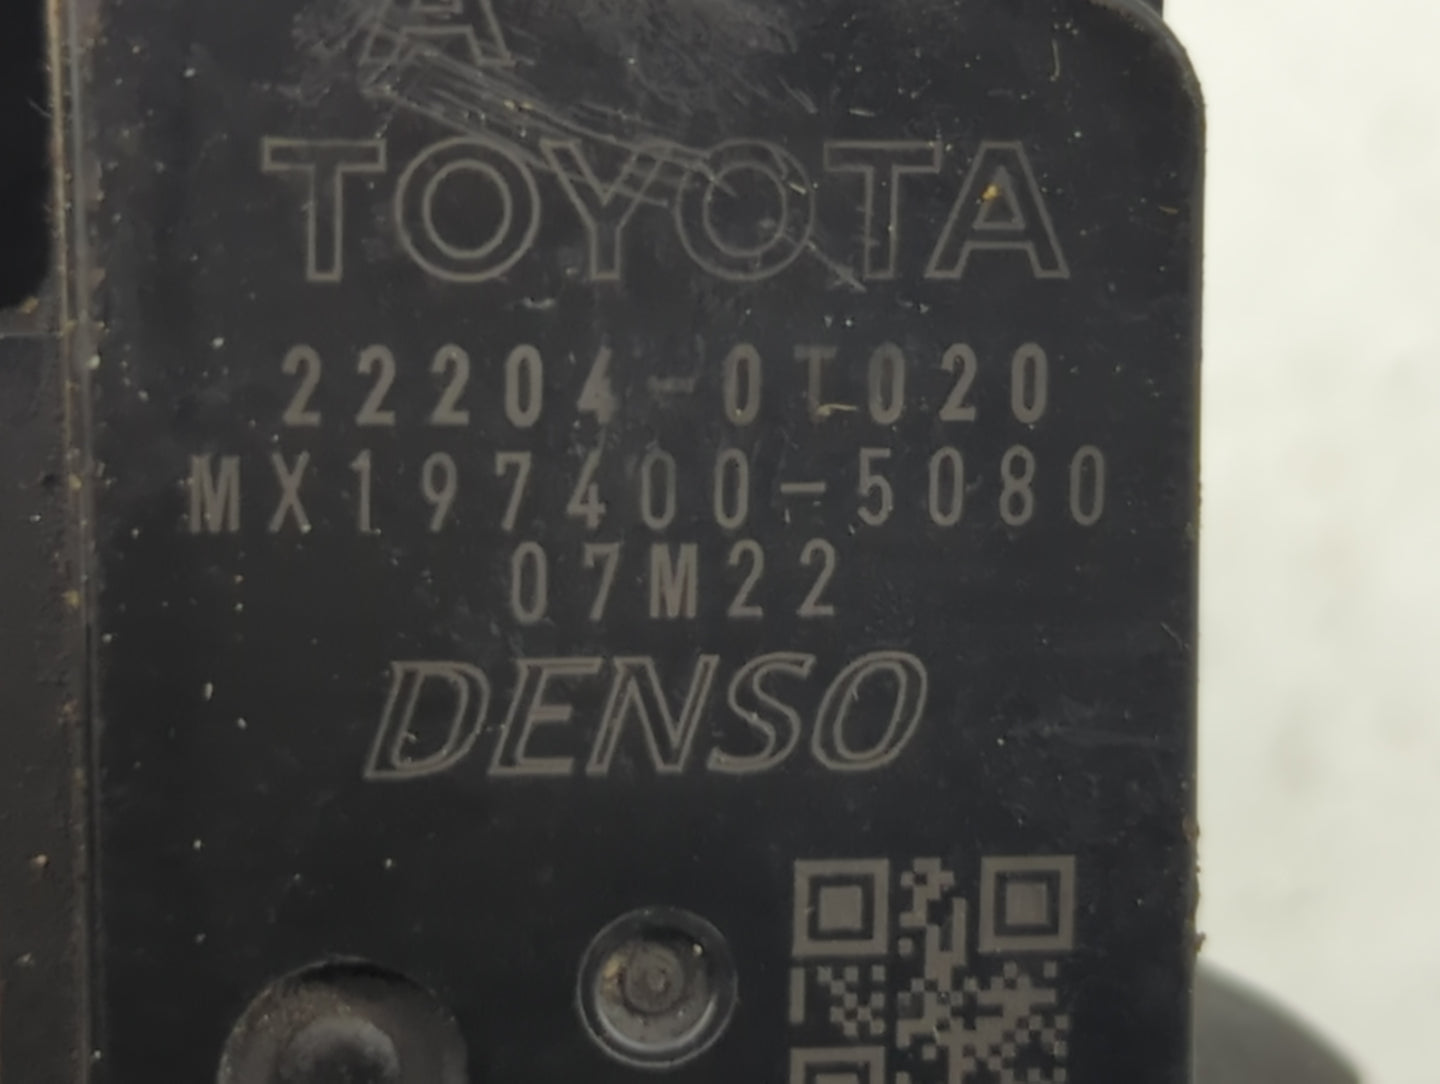 A
TOYOTA
22204-0T020
MX197400-5080
07M22
DENSO